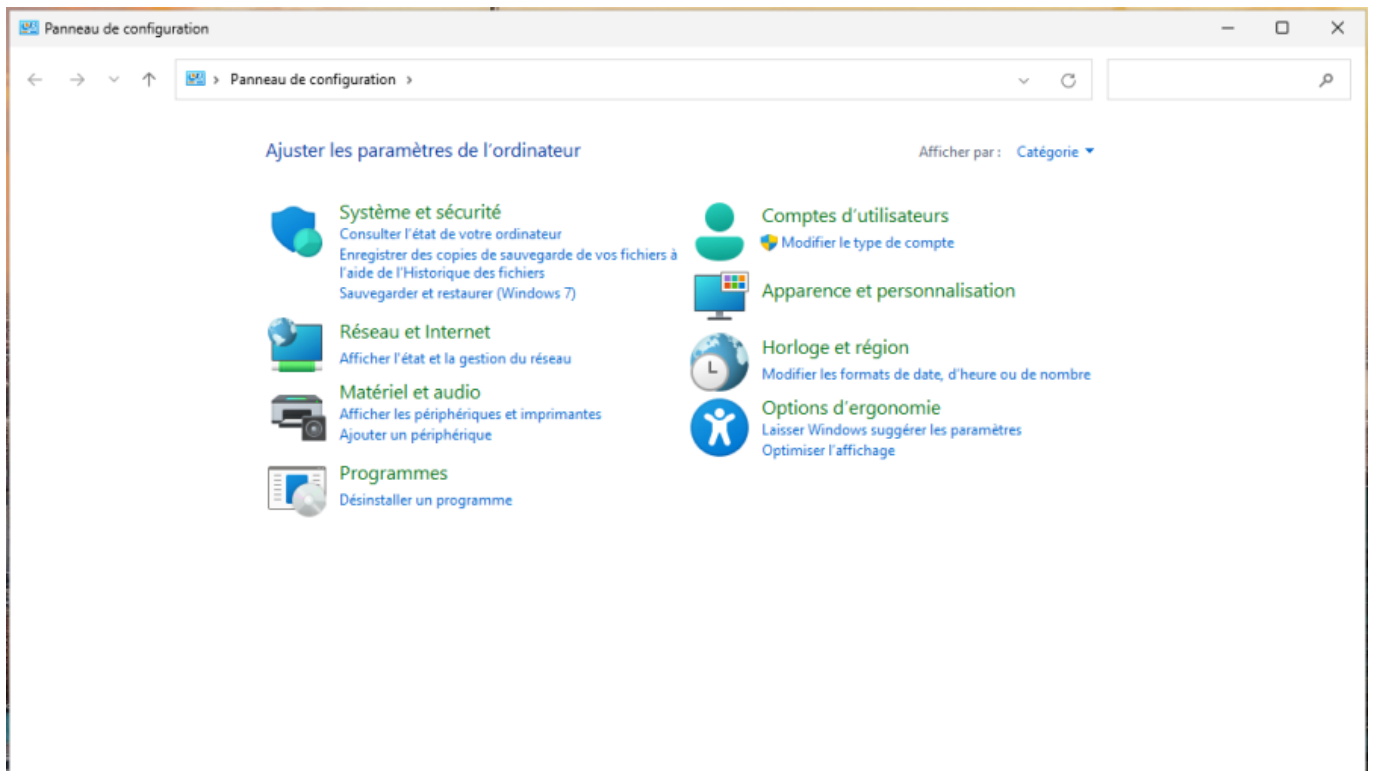 Panneau de configuration
Panneau de configuration
Ajuster les paramètres de l'ordinateur
Afficher par : Catégorie
Système et sécurité
Consulter l'état de votre ordinateur
Enregistrer des copies de sauvegarde de vos fichiers à
l'aide de l'Historique des fichiers
Sauvegarder et restaurer (Windows 7)
Réseau et Internet
Afficher l'état et la gestion du réseau
Matériel et audio
Afficher les périphériques et imprimantes
Ajouter un périphérique
Programmes
Désinstaller un programme
Comptes d'utilisateurs
Modifier le type de compte
Apparence et personnalisation
Horloge et région
Modifier les formats de date, d'heure ou de nombre
Options d'ergonomie
Laisser Windows suggérer les paramètres
Optimiser l'affichage